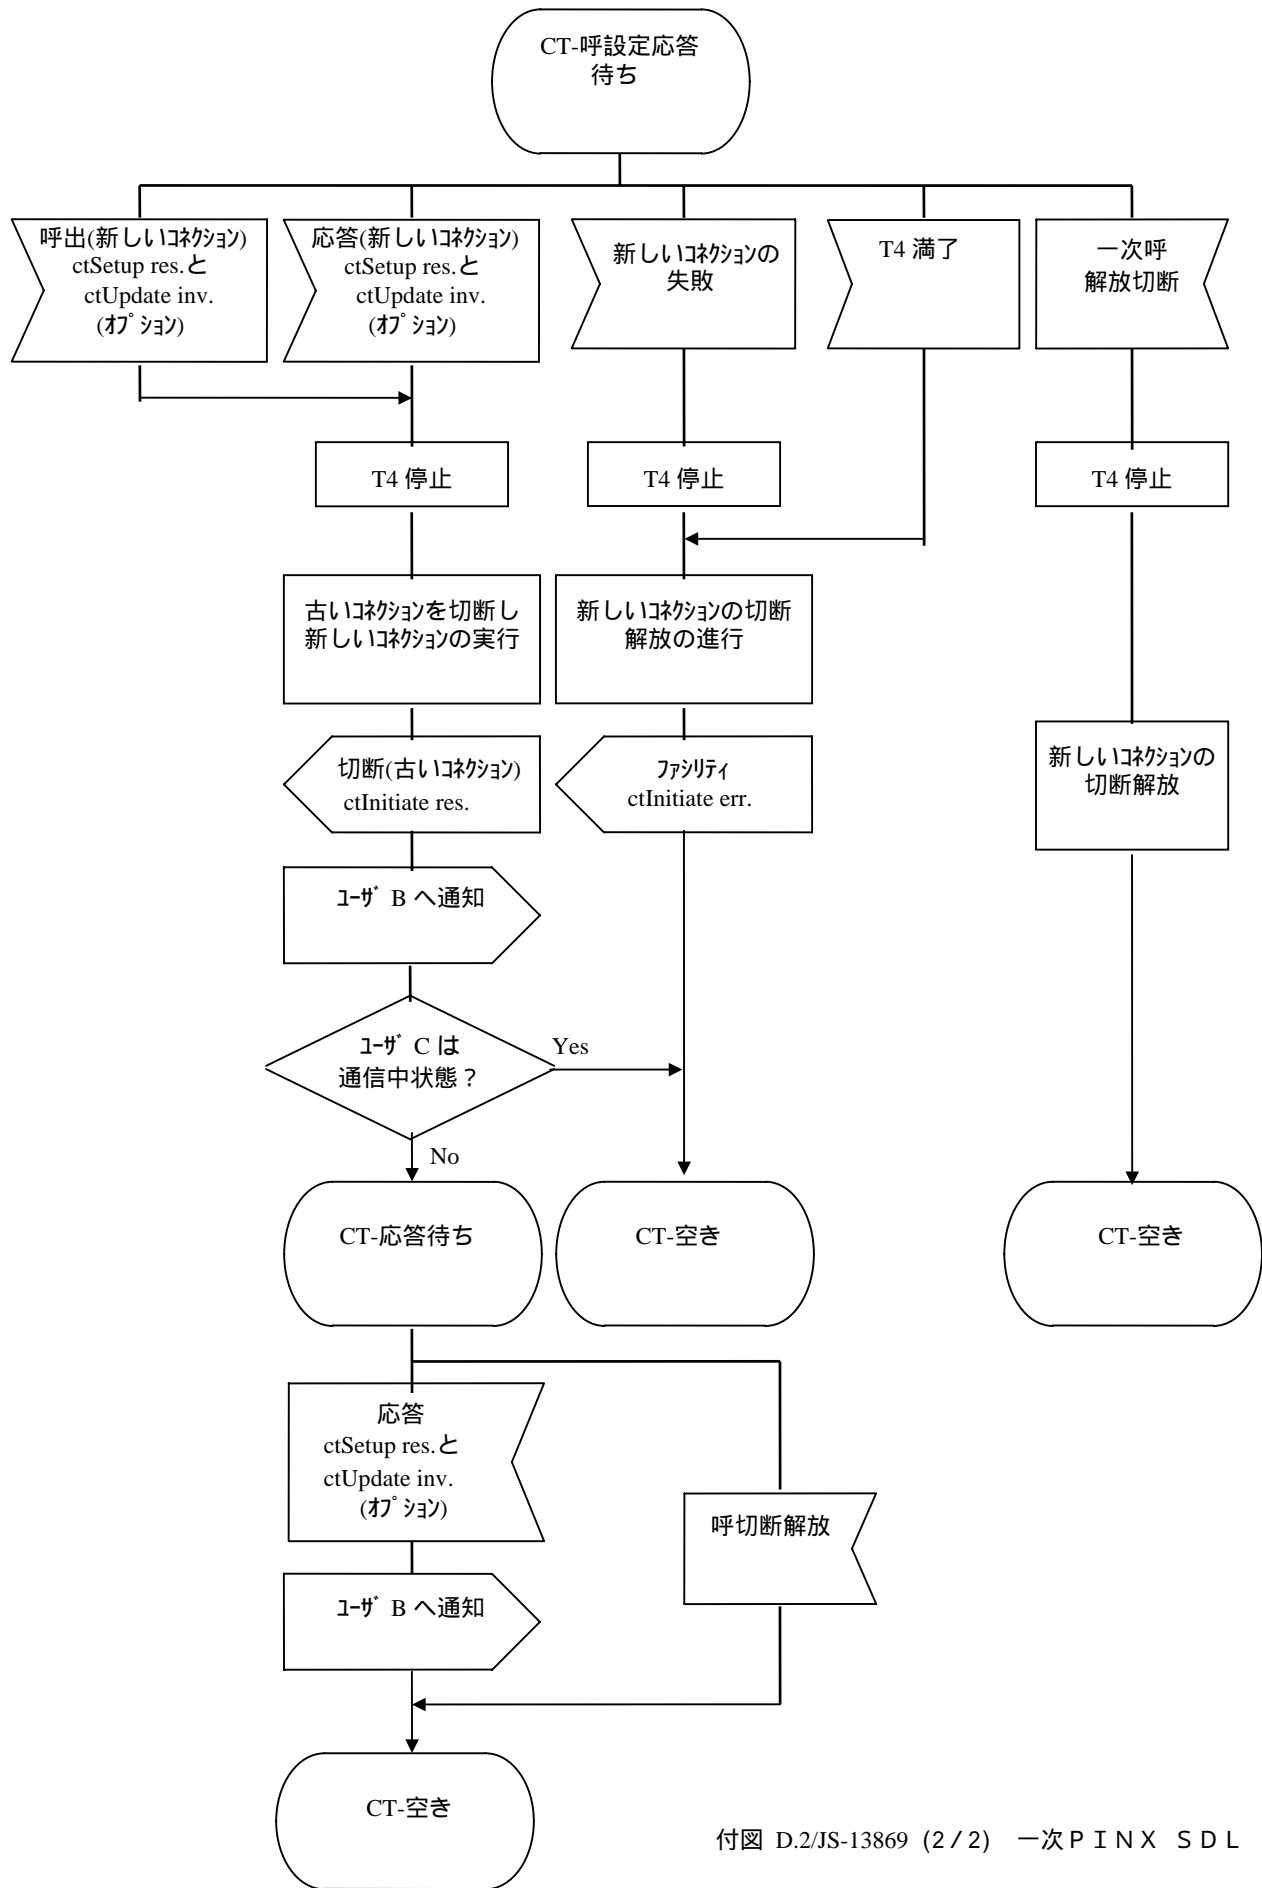 CT-呼設定応答
待ち
呼出(新しいｺﾈｸｼｮﾝ)
ctSetup res.と
ctUpdate inv.
(ｵﾌﾟｼｮﾝ)
応答(新しいｺﾈｸｼｮﾝ)
ctSetup res.と
ctUpdate inv.
(ｵﾌﾟｼｮﾝ)
新しいｺﾈｸｼｮﾝの
失敗
T4 満了
一次呼
解放切断
T4 停止
T4 停止
T4 停止
古いｺﾈｸｼｮﾝを切断し
新しいｺﾈｸｼｮﾝの実行
新しいｺﾈｸｼｮﾝの切断
解放の進行
新しいｺﾈｸｼｮﾝの
切断解放
切断(古いｺﾈｸｼｮﾝ)
ctInitiate res.
ﾌｧｼﾘﾃｨ
ctInitiate err.
ﾕｰｻﾞ B へ通知
ﾕｰｻﾞ C は
通信中状態？
Yes
No
CT-応答待ち
CT-空き
CT-空き
応答
ctSetup res.と
ctUpdate inv.
(ｵﾌﾟｼｮﾝ)
呼切断解放
ﾕｰｻﾞ B へ通知
CT-空き
付図 D.2/JS-13869 (２/２)　一次ＰＩＮＸ　ＳＤＬ